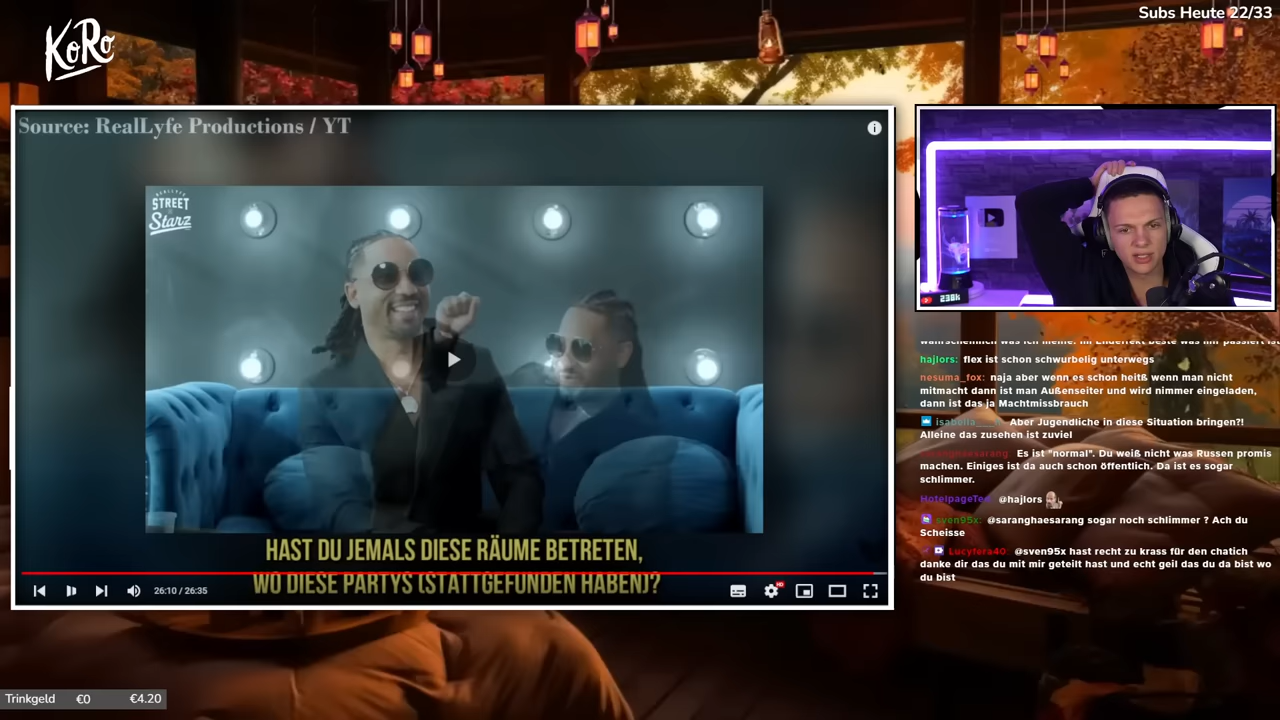 KoRo
Subs Heute 22/33
Source: RealLyfe Productions / YT
REALLYFE
STREET
Starz
HAST DU JEMALS DIESE RÄUME BETRETEN,
WO DIESE PARTYS (STATTGEFUNDEN HABEN)?
26:10 / 26:35
HD
238k
hajlors: flex ist schon schwurbelig unterwegs
nesuma_fox: naja aber wenn es schon heitß wenn man nicht
mitmacht dann ist man Außenseiter und wird nimmer eingeladen,
dann ist das ja Machtmissbrauch
Aber Jugendliche in diese Situation bringen?!
Alleine das zusehen ist zuviel
Es ist "normal". Du weiß nicht was Russen promis
machen. Einiges ist da auch schon öffentlich. Da ist es sogar
schlimmer.
@hajlors
sven95x: @saranghaesarang sogar noch schlimmer ? Ach du
Scheisse
Lucyfera40: @sven95x hast recht zu krass für den chatich
danke dir das du mit mir geteilt hast und echt geil das du da bist wo
du bist
Trinkgeld €0 €4.20